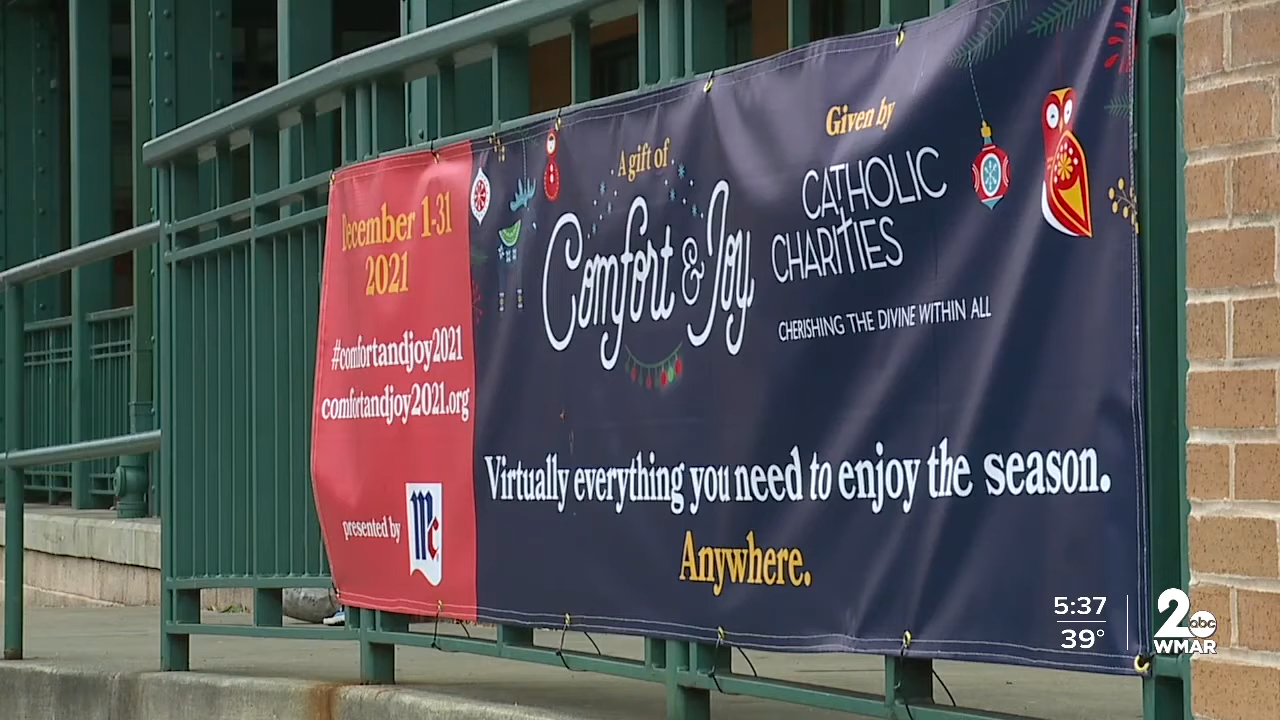 December 1-31
2021
#comfortandjoy2021
comfortandjoy2021.org
presented by
Mc
A gift of
Comfort & Joy
Given by
CATHOLIC
CHARITIES
CHERISHING THE DIVINE WITHIN ALL
Virtually everything you need to enjoy the season.
Anywhere.
5:37
39°
2 abc
WMAR